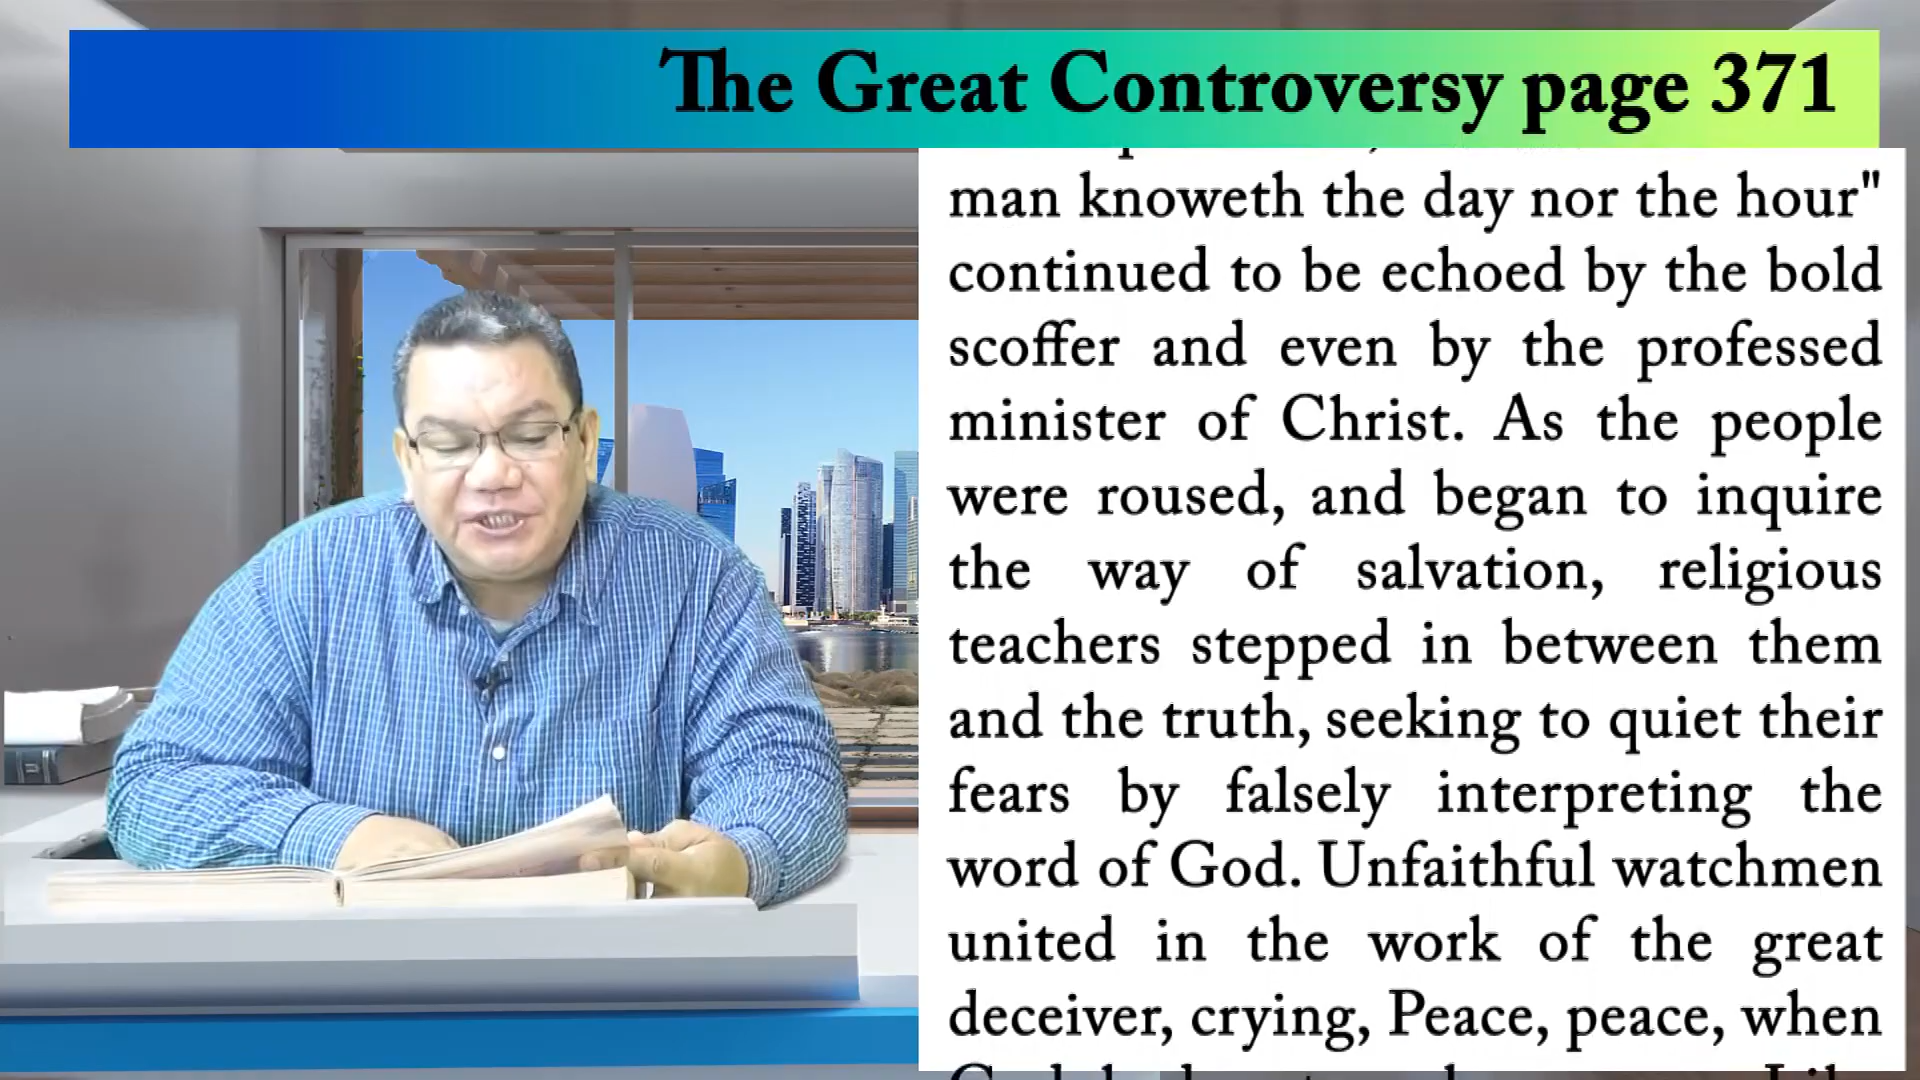 The Great Controversy page 371
man knoweth the day nor the hour"
continued to be echoed by the bold
scoffer and even by the professed
minister of Christ. As the people
were roused, and began to inquire
the way of salvation, religious
teachers stepped in between them
and the truth, seeking to quiet their
fears by falsely interpreting the
word of God. Unfaithful watchmen
united in the work of the great
deceiver, crying, Peace, peace, when